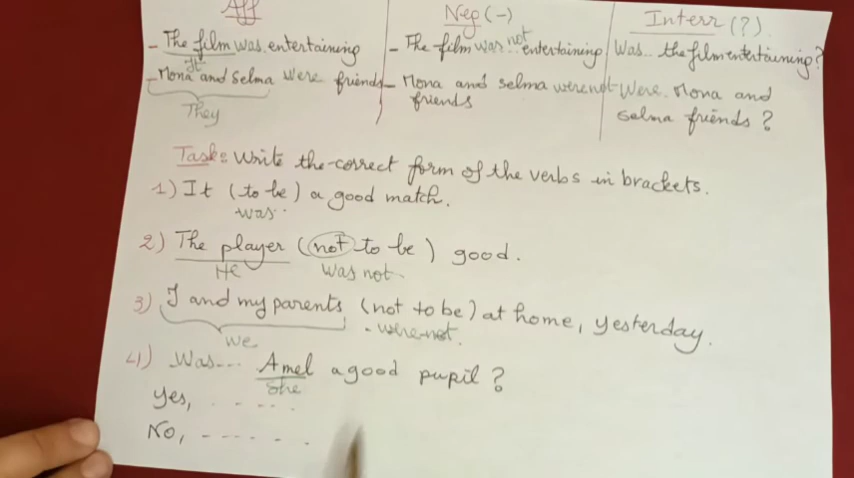 Aff
Neg (-)
Interr (?)
- The film was entertaining
It
- Mona and Selma were friends
They
- The film was not entertaining
- Mona and Selma were not
friends
Was... the film entertaining?
Were Mona and
Selma friends ?
Task: Write the correct form of the verbs in brackets.
1) It (to be) a good match.
was..
2) The player (not to be) good.
He
was not.
3) I and my parents (not to be) at home, yesterday.
we
were not.
4) Was... Amel a good pupil ?
She
Yes, . . . . .
No, - - - - - .